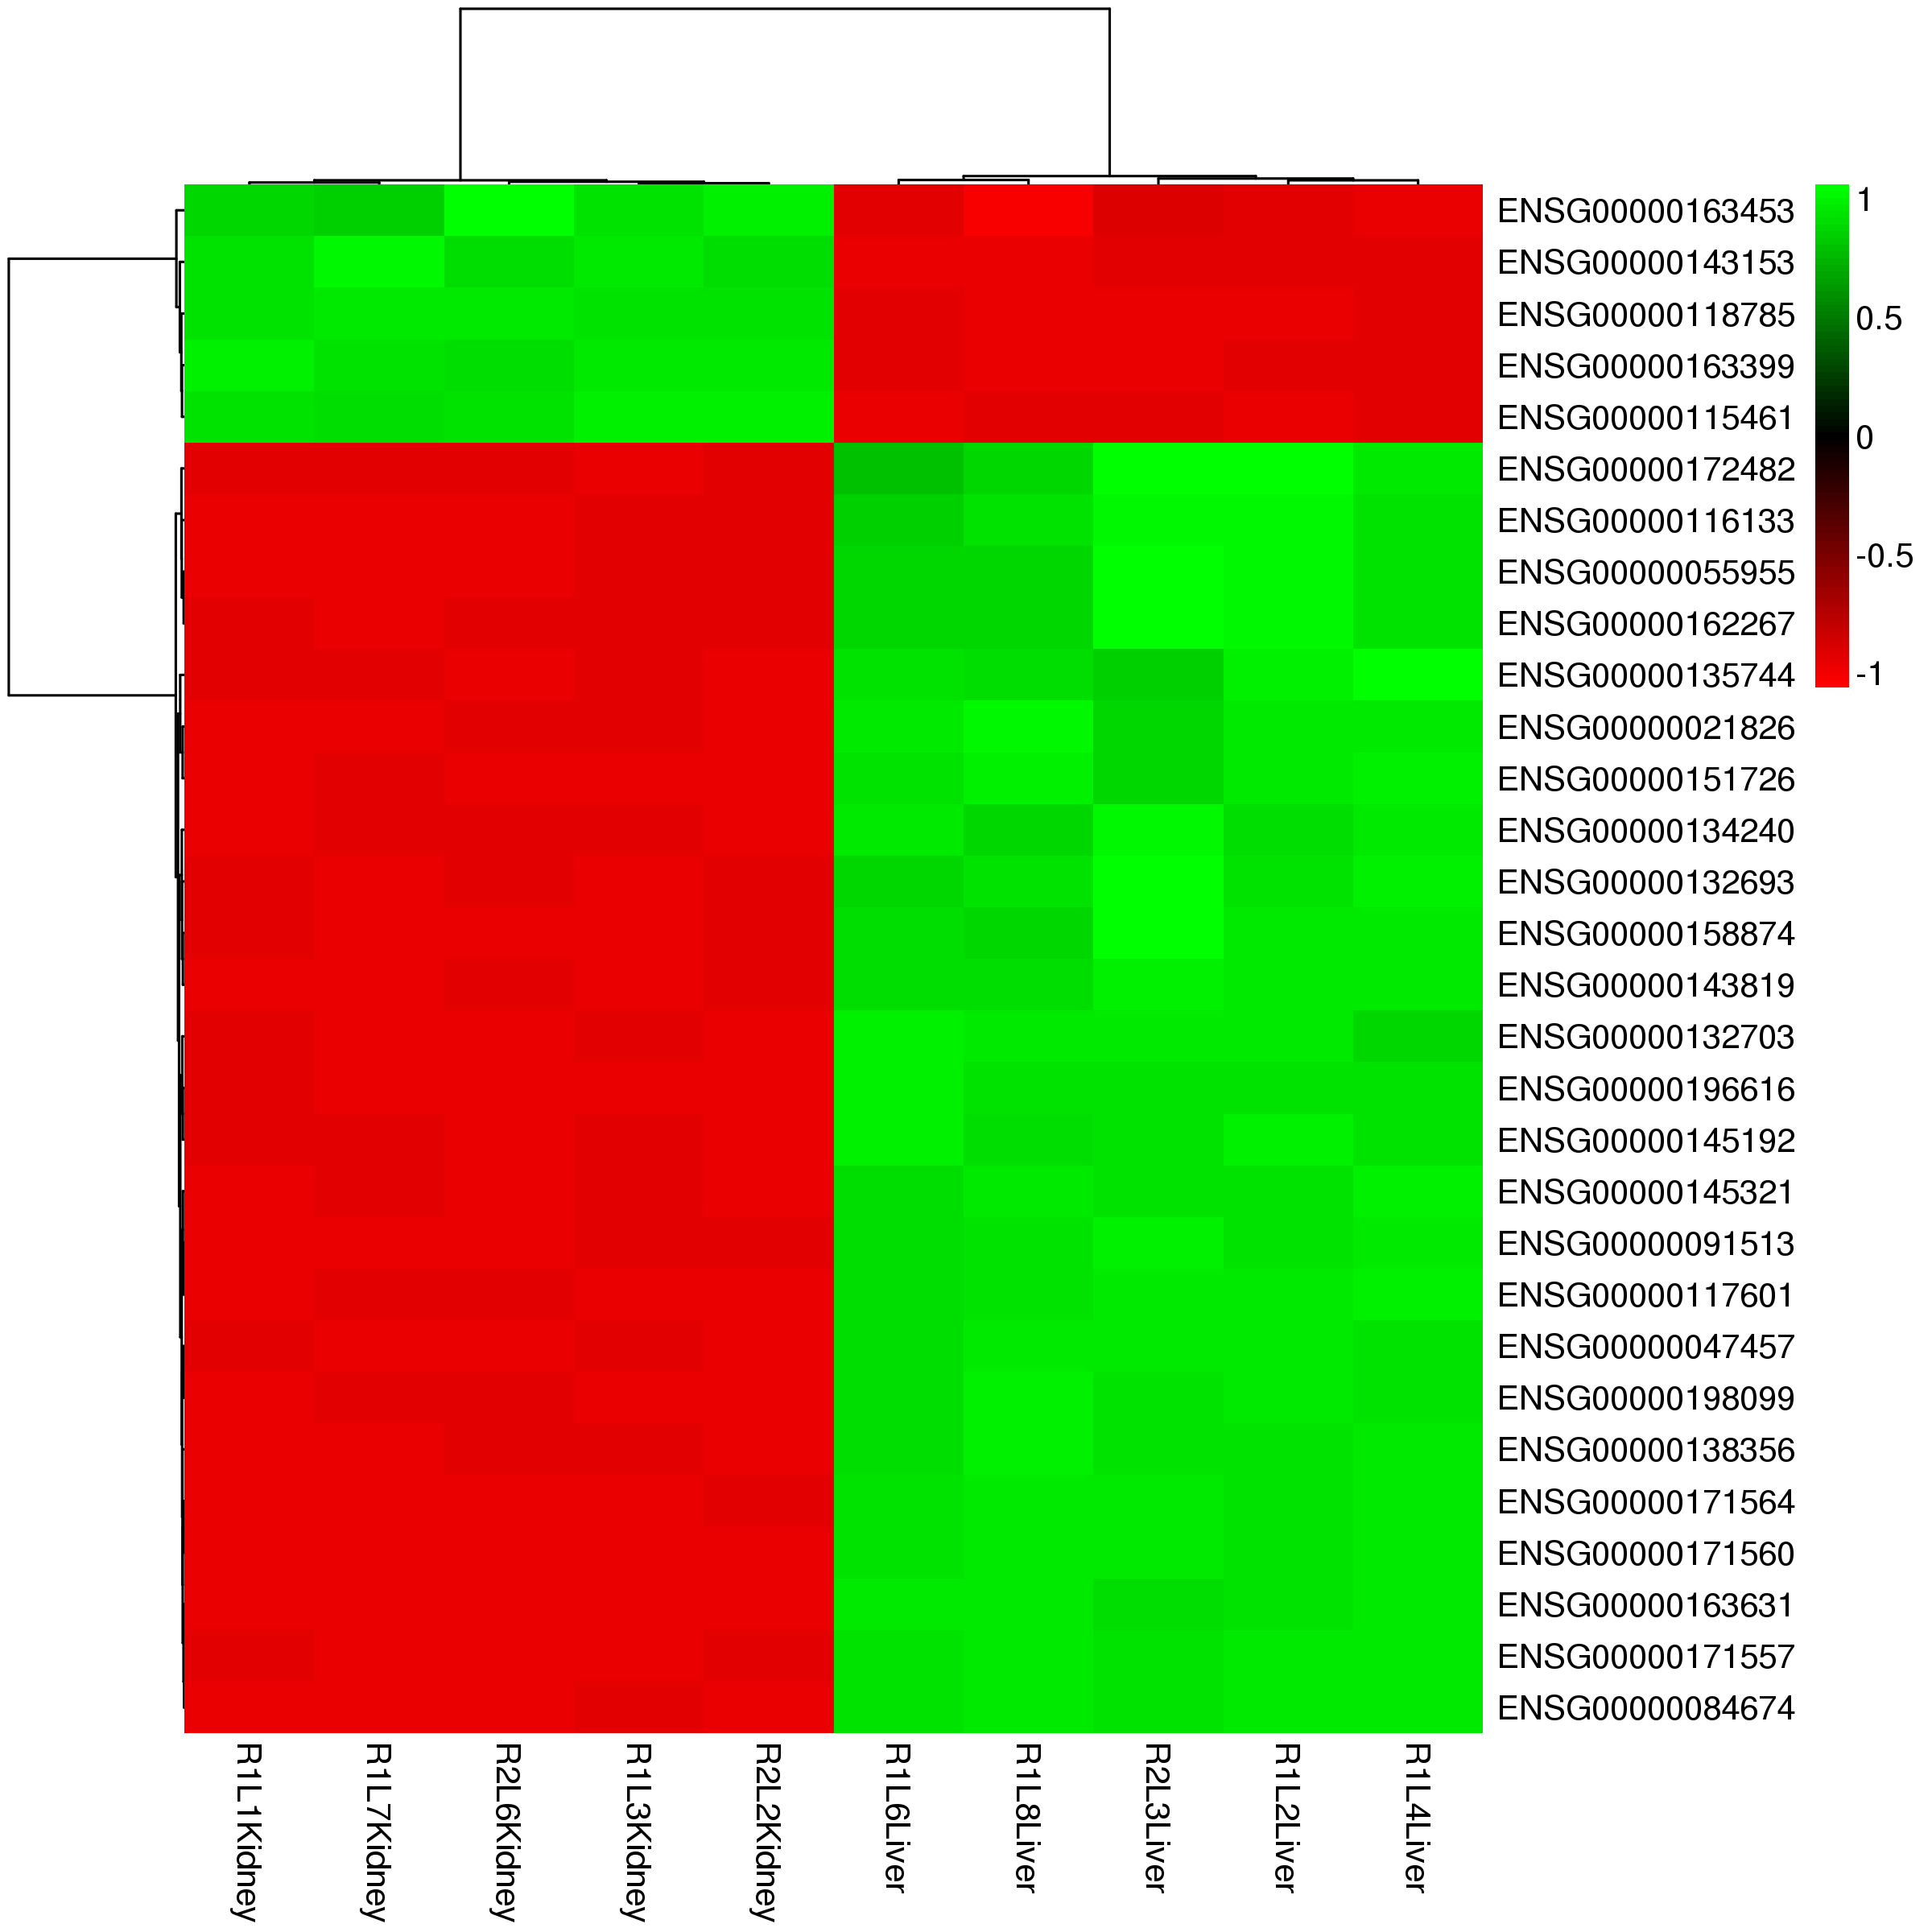 ENSG00000163453
ENSG00000143153
ENSG00000118785
ENSG00000163399
ENSG00000115461
ENSG00000172482
ENSG00000116133
ENSG00000055955
ENSG00000162267
ENSG00000135744
ENSG00000021826
ENSG00000151726
ENSG00000134240
ENSG00000132693
ENSG00000158874
ENSG00000143819
ENSG00000132703
ENSG00000196616
ENSG00000145192
ENSG00000145321
ENSG00000091513
ENSG00000117601
ENSG00000047457
ENSG00000198099
ENSG00000138356
ENSG00000171564
ENSG00000171560
ENSG00000163631
ENSG00000171557
ENSG00000084674
1
0.5
0
-0.5
-1
R1L1Kidney
R1L7Kidney
R2L6Kidney
R1L3Kidney
R2L2Kidney
R1L6Liver
R1L8Liver
R2L3Liver
R1L2Liver
R1L4Liver